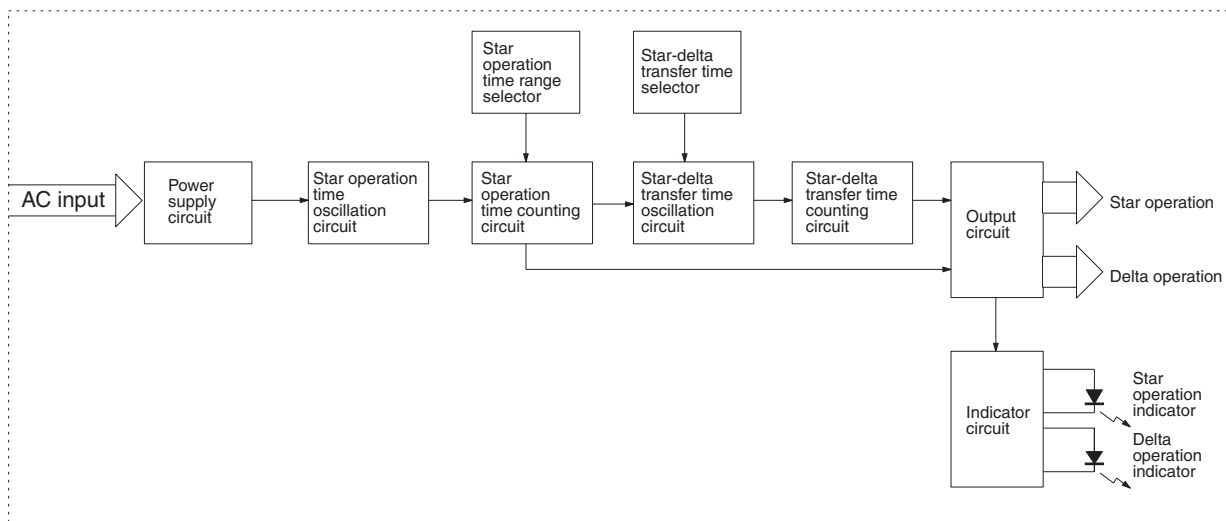 Star
operation
time range
selector
Star-delta
transfer time
selector
AC input
Power
supply
circuit
Star operation
time
oscillation
circuit
Star
operation
time counting
circuit
Star-delta
transfer time
oscillation
circuit
Star-delta
transfer time
counting
circuit
Output
circuit
Star operation
Delta operation
Indicator
circuit
Star
operation
indicator
Delta
operation
indicator